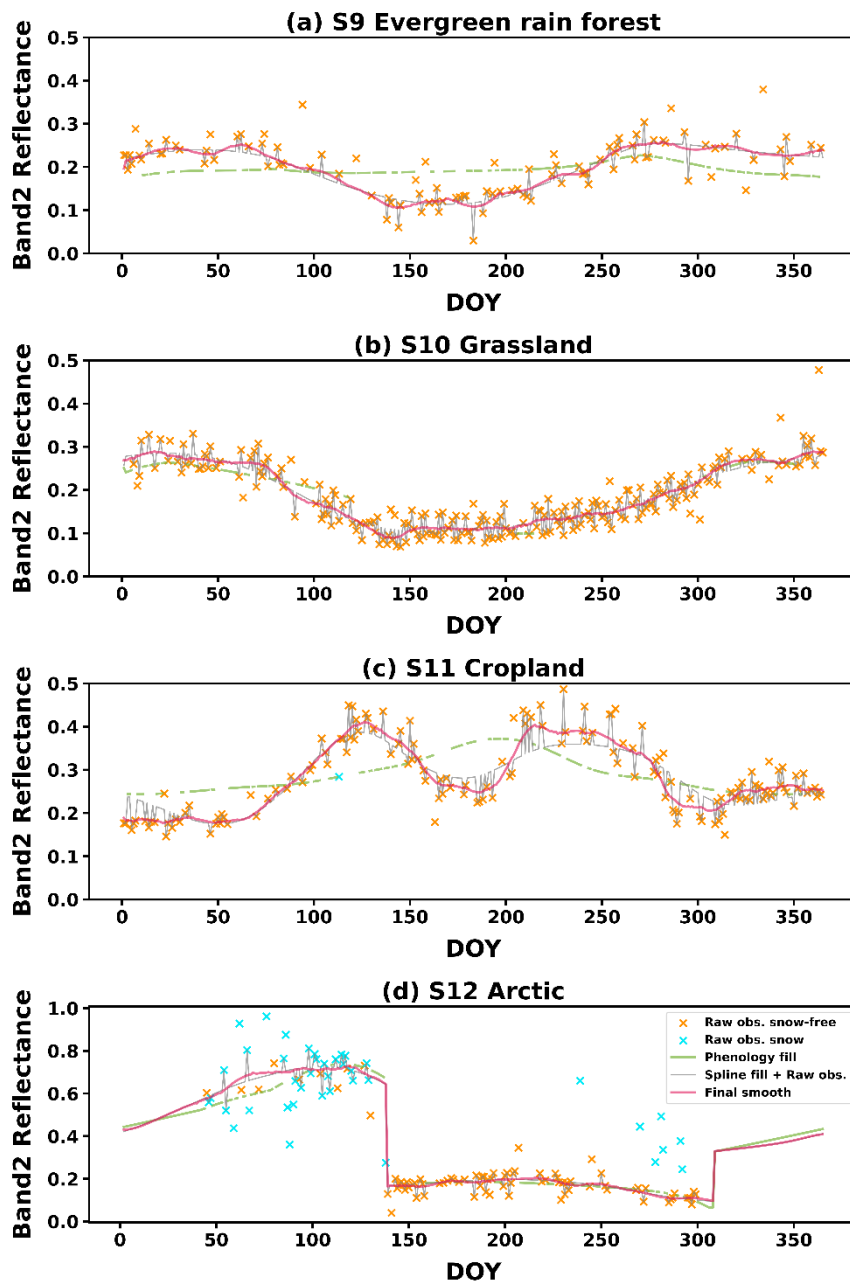 (a) S9 Evergreen rain forest
0.5
0.4
0.3
0.2
0.1
0.0
Band2 Reflectance
0 50 100 150 200 250 300 350
DOY
(b) S10 Grassland
0.5
0.4
0.3
0.2
0.1
0.0
Band2 Reflectance
0 50 100 150 200 250 300 350
DOY
(c) S11 Cropland
0.5
0.4
0.3
0.2
0.1
0.0
Band2 Reflectance
0 50 100 150 200 250 300 350
DOY
(d) S12 Arctic
1.0
0.8
0.6
0.4
0.2
0.0
Band2 Reflectance
Raw obs. snow-free
Raw obs. snow
Phenology fill
Spline fill + Raw obs.
Final smooth
0 50 100 150 200 250 300 350
DOY